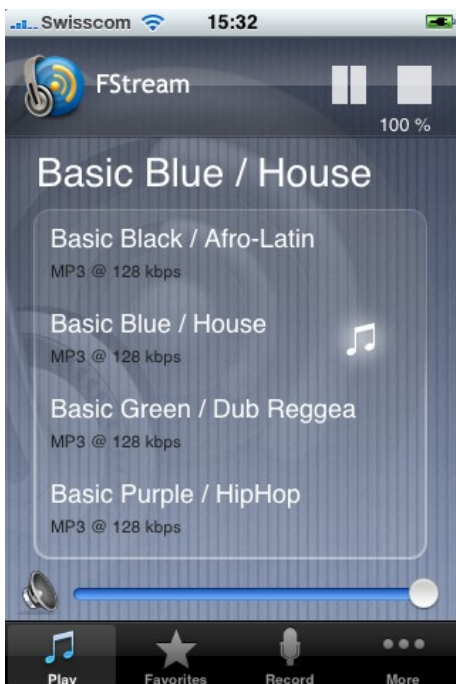 Swisscom 15:32
FStream
100 %
Basic Blue / House
Basic Black / Afro-Latin
MP3 @ 128 kbps
Basic Blue / House
MP3 @ 128 kbps
Basic Green / Dub Reggea
MP3 @ 128 kbps
Basic Purple / HipHop
MP3 @ 128 kbps
Play Favorites Record More